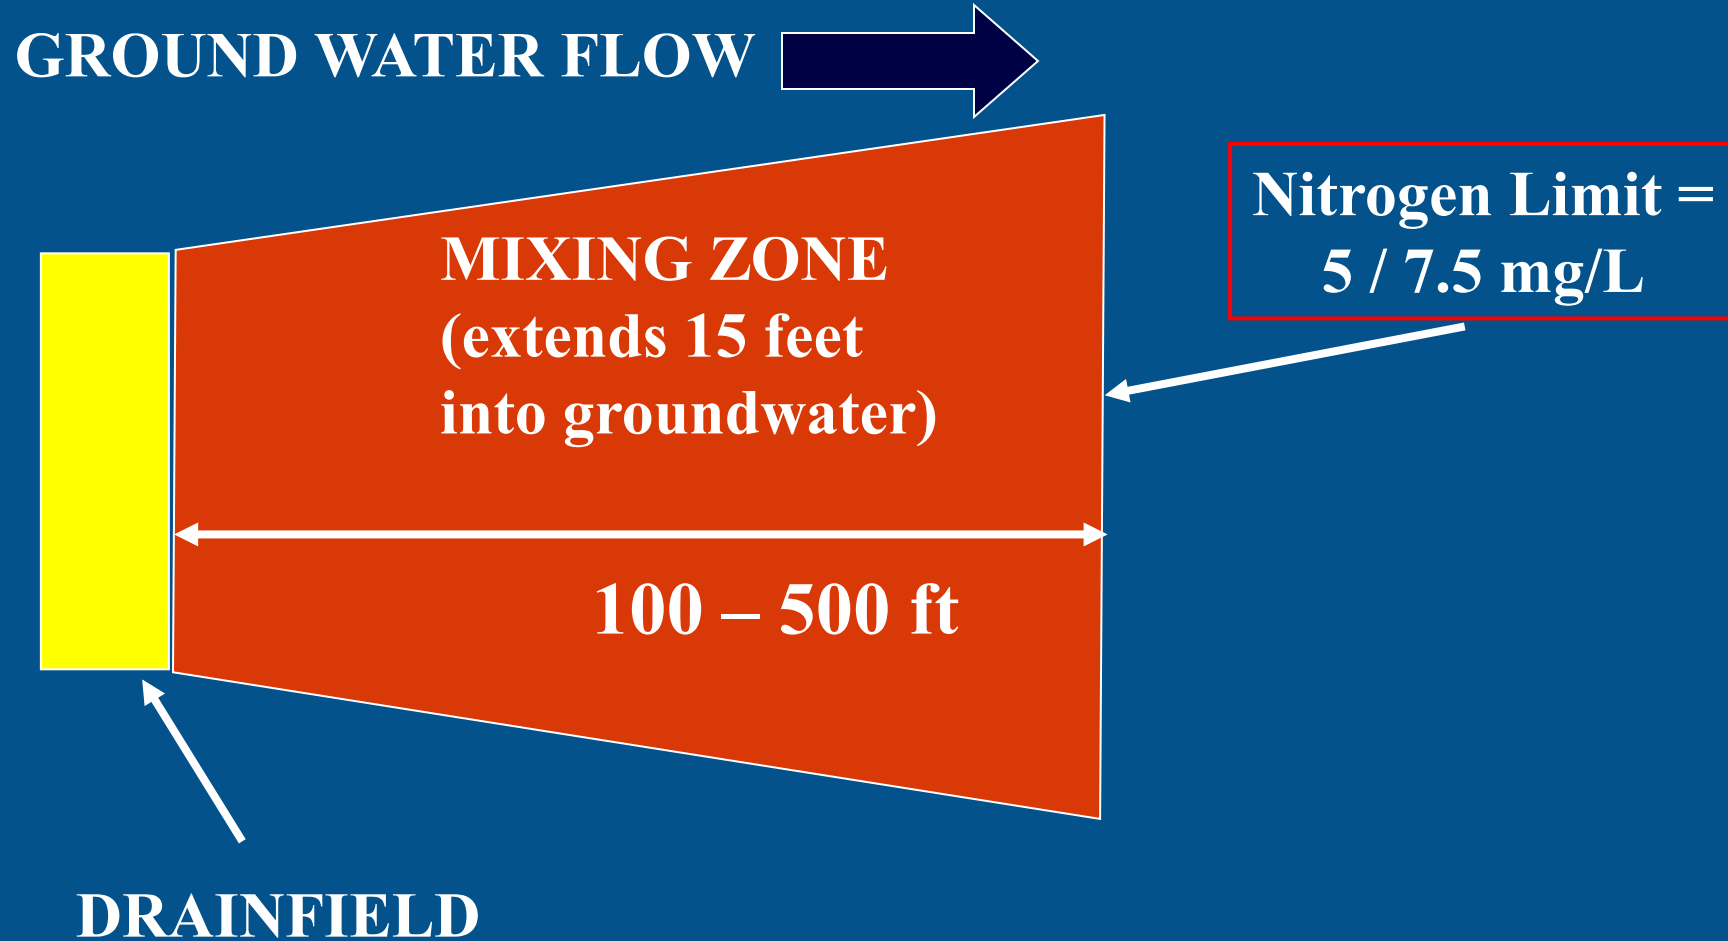 GROUND WATER FLOW
Nitrogen Limit =
5 / 7.5 mg/L
MIXING ZONE
(extends 15 feet
into groundwater)
100 – 500 ft
DRAINFIELD